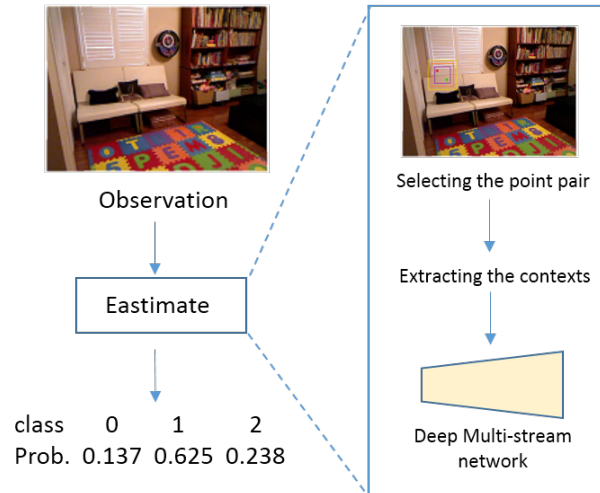 Observation
Eastimate
class 0 1 2
Prob. 0.137 0.625 0.238
Selecting the point pair
Extracting the contexts
Deep Multi-stream
network